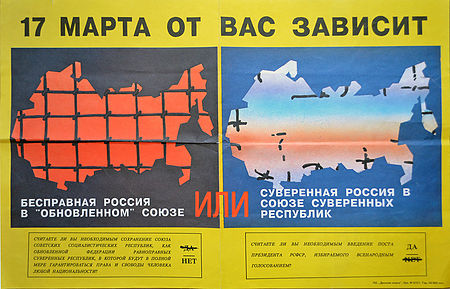 17 МАРТА ОТ ВАС ЗАВИСИТ
БЕСПРАВНАЯ РОССИЯ
В "ОБНОВЛЕННОМ" СОЮЗЕ
ИЛИ
СУВЕРЕННАЯ РОССИЯ В
СОЮЗЕ СУВЕРЕННЫХ
РЕСПУБЛИК
СЧИТАЕТЕ ЛИ ВЫ НЕОБХОДИМЫМ СОХРАНЕНИЕ СОЮЗА
СОВЕТСКИХ СОЦИАЛИСТИЧЕСКИХ РЕСПУБЛИК, КАК
ОБНОВЛЕННОЙ ФЕДЕРАЦИИ РАВНОПРАВНЫХ
СУВЕРЕННЫХ РЕСПУБЛИК, В КОТОРОЙ БУДУТ В ПОЛНОЙ
МЕРЕ ГАРАНТИРОВАТЬСЯ ПРАВА И СВОБОДЫ ЧЕЛОВЕКА
ЛЮБОЙ НАЦИОНАЛЬНОСТИ?
ДА
НЕТ
СЧИТАЕТЕ ЛИ ВЫ НЕОБХОДИМЫМ ВВЕДЕНИЕ ПОСТА
ПРЕЗИДЕНТА РСФСР, ИЗБИРАЕМОГО ВСЕНАРОДНЫМ
ГОЛОСОВАНИЕМ?
ДА
НЕТ